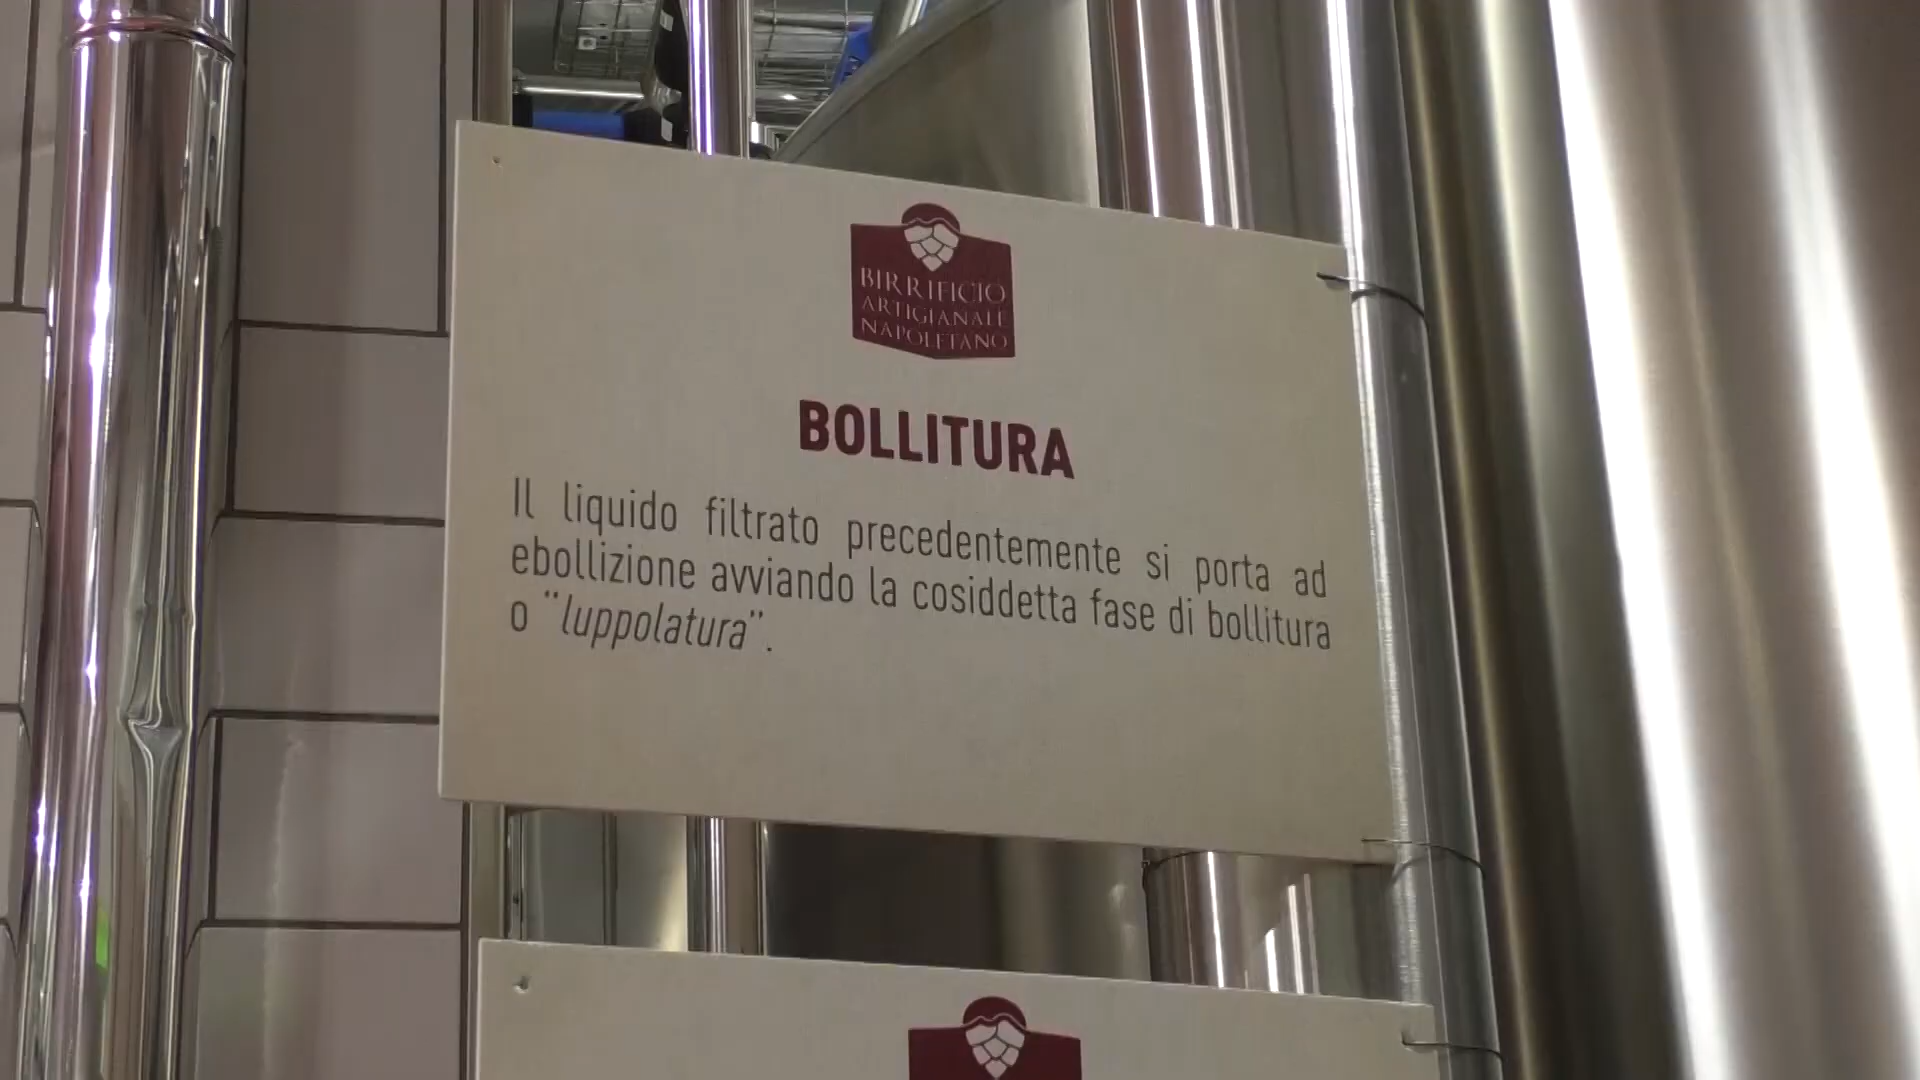 BIRRIFICIO
ARTIGIANALE
NAPOLETANO
BOLLITURA
Il liquido filtrato precedentemente si porta ad
ebollizione avviando la cosiddetta fase di bollitura
o "luppolatura".